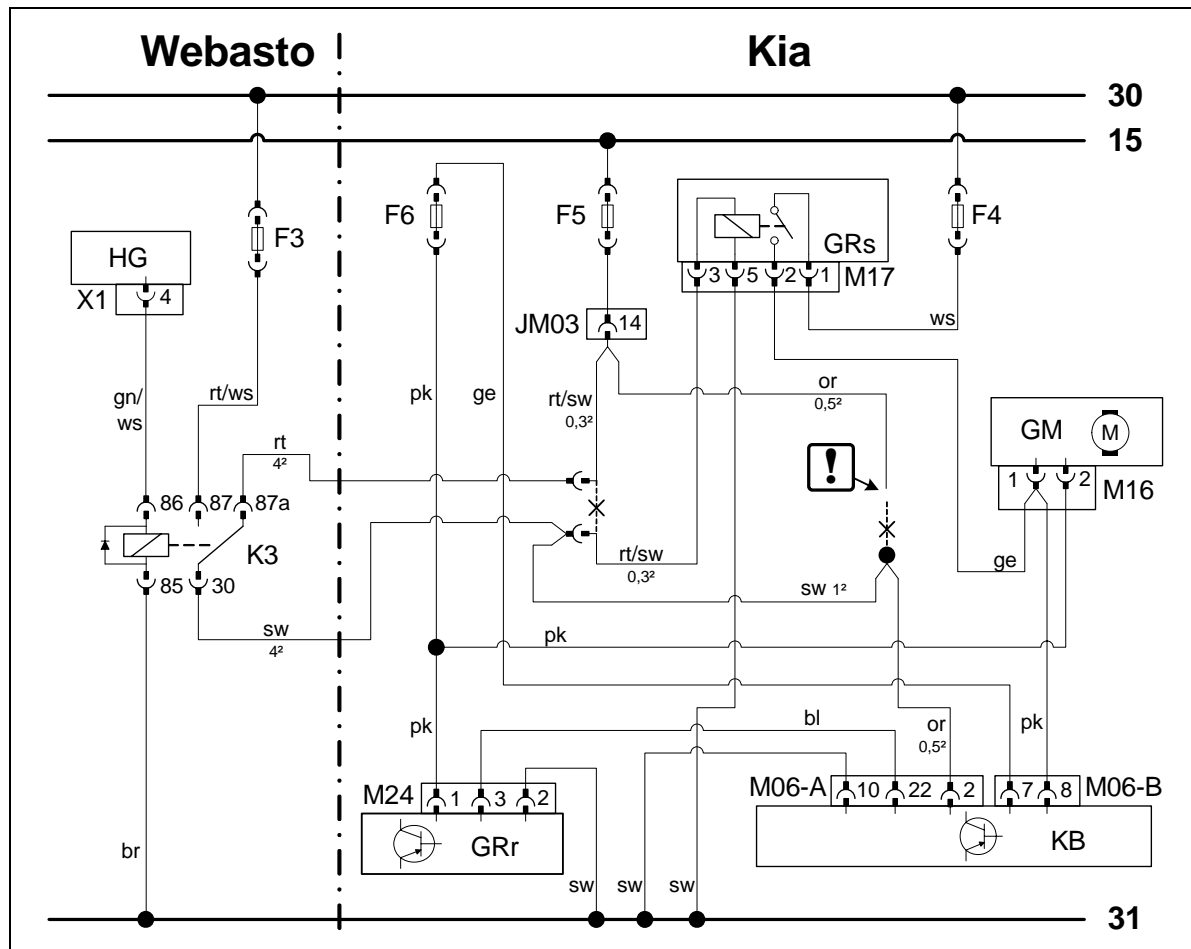 Webasto Kia
30
15
F3 F6 F5 F4
HG
GRs
X1 4
3 5 2 1 M17
JM03 14
ws
gn/
ws
rt/ws
pk ge
rt/sw
0,3²
or
0,5²
GM M
rt
4²
!
1 2 M16
86 87 87a
K3
85 30
rt/sw
0,3²
ge
sw 1²
sw
4²
pk
pk
bl
or
0,5²
pk
M24 1 3 2
M06-A 10 22 2 7 8 M06-B
GRr
KB
br
sw sw sw
31